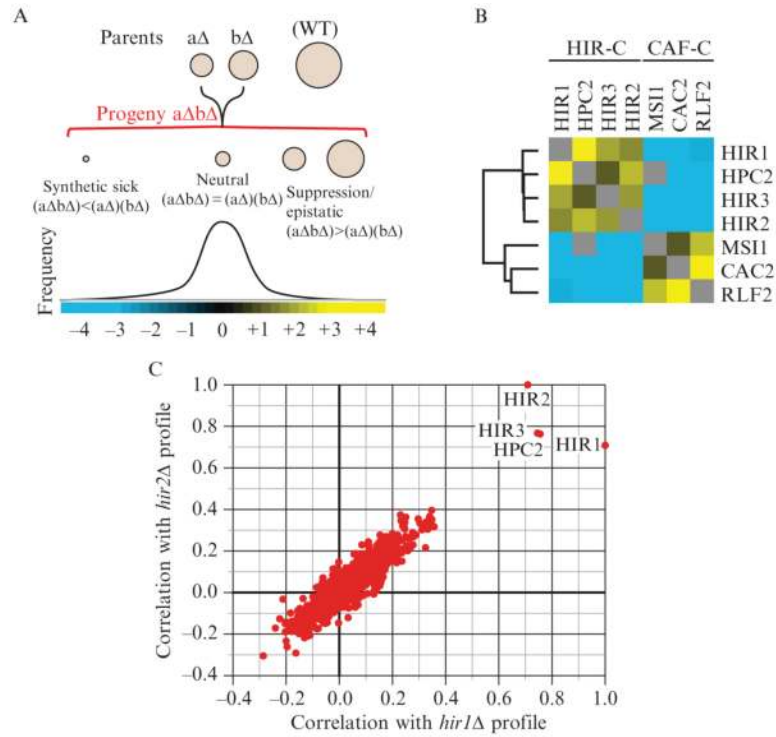 A
Parents
aΔ
bΔ
(WT)
Progeny aΔbΔ
Synthetic sick
(aΔbΔ)<(aΔ)(bΔ)
Neutral
(aΔbΔ)=(aΔ)(bΔ)
Suppression/
epistatic
(aΔbΔ)>(aΔ)(bΔ)
Frequency
–4 –3 –2 –1 0 +1 +2 +3 +4
B
HIR-C CAF-C
HIR1 HPC2 HIR3 HIR2 MSI1 CAC2 RLF2
HIR1
HPC2
HIR3
HIR2
MSI1
CAC2
RLF2
C
Correlation with hir2Δ profile
1.0
0.8
0.6
0.4
0.2
0.0
–0.2
–0.4
HIR2
HIR3
HPC2
HIR1
–0.4 –0.2 0.0 0.2 0.4 0.6 0.8 1.0
Correlation with hir1Δ profile